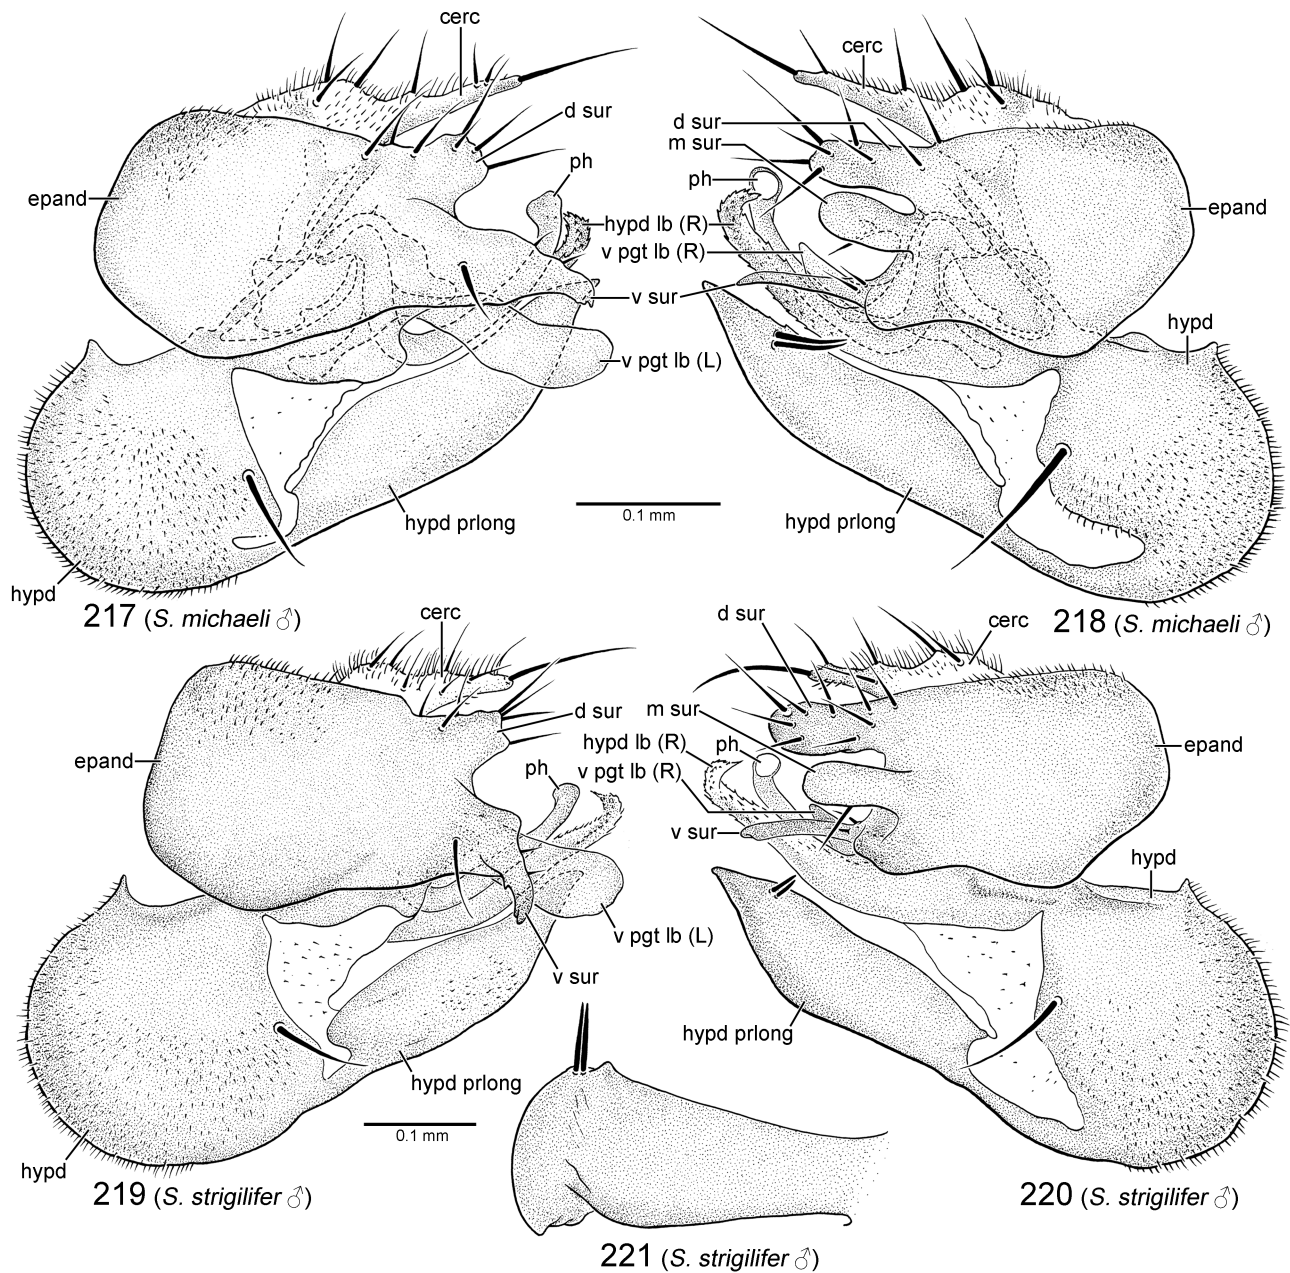 cerc
d sur
ph
epand
hypd lb (R)
v pgt lb (R)
v sur
v pgt lb (L)
hypd prlong
hypd
217 (S. michaeli ♂)
0.1 mm
cerc
d sur
m sur
ph
epand
hypd
hypd prlong
218 (S. michaeli ♂)
cerc
d sur
epand
ph
v pgt lb (L)
v sur
hypd prlong
hypd
0.1 mm
219 (S. strigilifer ♂)
d sur
cerc
m sur
hypd lb (R)
ph
v pgt lb (R)
v sur
epand
hypd
hypd prlong
220 (S. strigilifer ♂)
221 (S. strigilifer ♂)